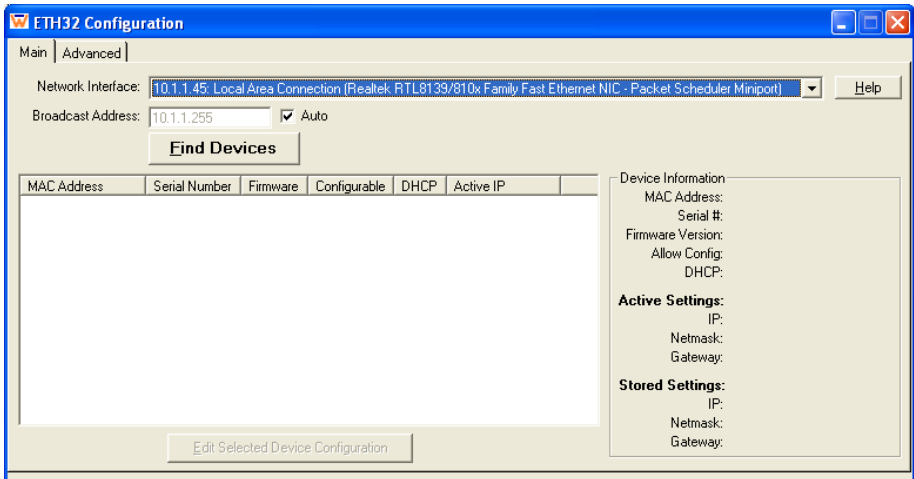 ETH32 Configuration
Main Advanced
Network Interface: 10.1.1.45: Local Area Connection (Realtek RTL8139/810x Family Fast Ethernet NIC - Packet Scheduler Miniport) Help
Broadcast Address: 10.1.1.255 Auto
Find Devices
MAC Address Serial Number Firmware Configurable DHCP Active IP
Device Information
MAC Address:
Serial #:
Firmware Version:
Allow Config:
DHCP:
Active Settings:
IP:
Netmask:
Gateway:
Stored Settings:
IP:
Netmask:
Gateway:
Edit Selected Device Configuration